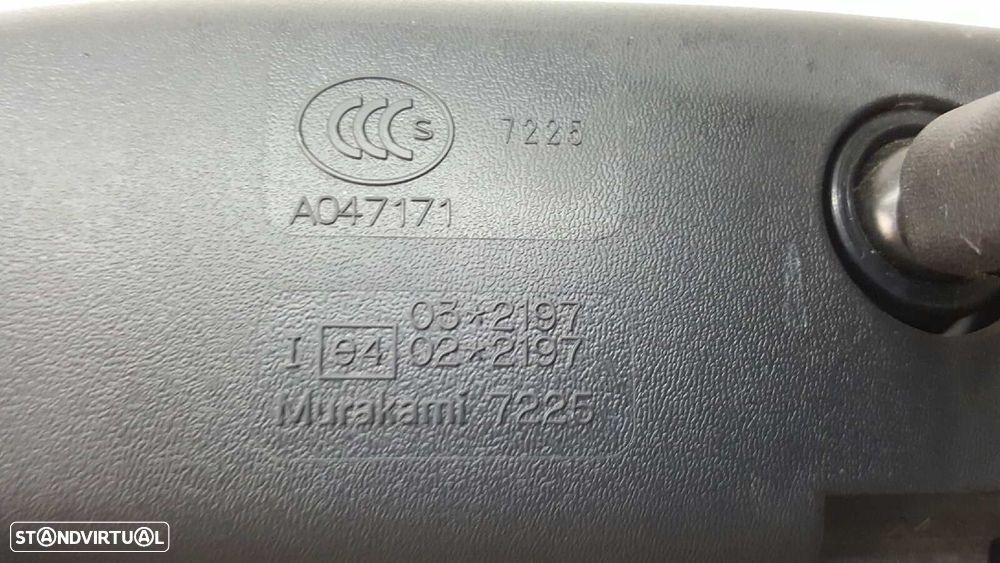 CCC S 7225
A047171
03*2197
I 94 02*2197
Murakami 7225
STANDVIRTUAL